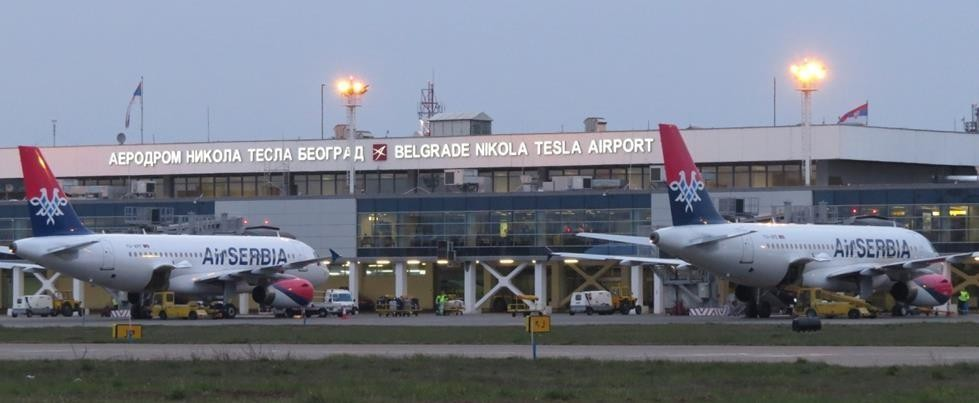 АЕРОДРОМ НИКОЛА ТЕСЛА БЕОГРАД BELGRADE NIKOLA TESLA AIRPORT
AirSERBIA
AirSERBIA